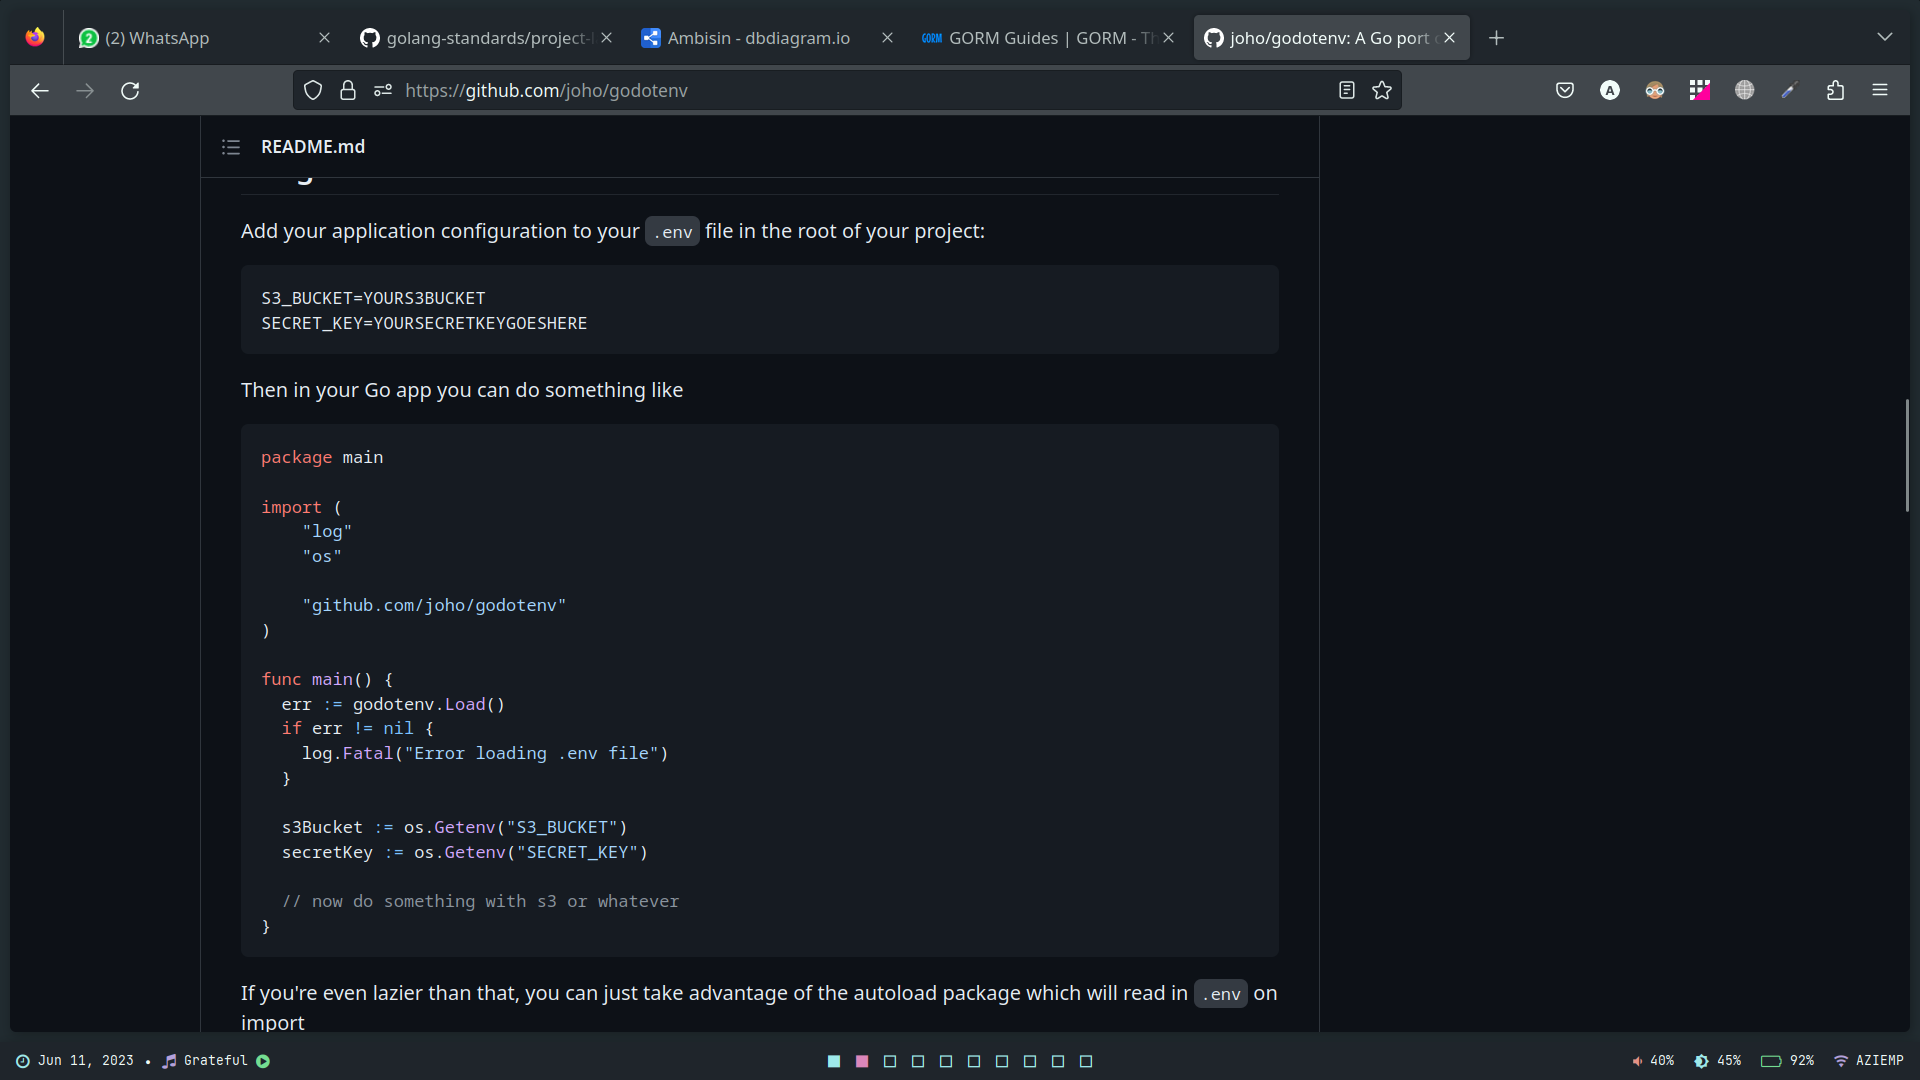 (2) WhatsApp
golang-standards/project-l
Ambisin - dbdiagram.io
GORM GORM Guides | GORM - Th
joho/godotenv: A Go port o
https://github.com/joho/godotenv
A
README.md
Add your application configuration to your .env file in the root of your project:
S3_BUCKET=YOURS3BUCKET
SECRET_KEY=YOURSECRETKEYGOESHERE
Then in your Go app you can do something like
package main
import (
"log"
"os"
"github.com/joho/godotenv"
)
func main() {
err := godotenv.Load()
if err != nil {
log.Fatal("Error loading .env file")
}
s3Bucket := os.Getenv("S3_BUCKET")
secretKey := os.Getenv("SECRET_KEY")
// now do something with s3 or whatever
}
If you're even lazier than that, you can just take advantage of the autoload package which will read in .env on
import
Jun 11, 2023 • Grateful
40% 45% 92% AZIEMP